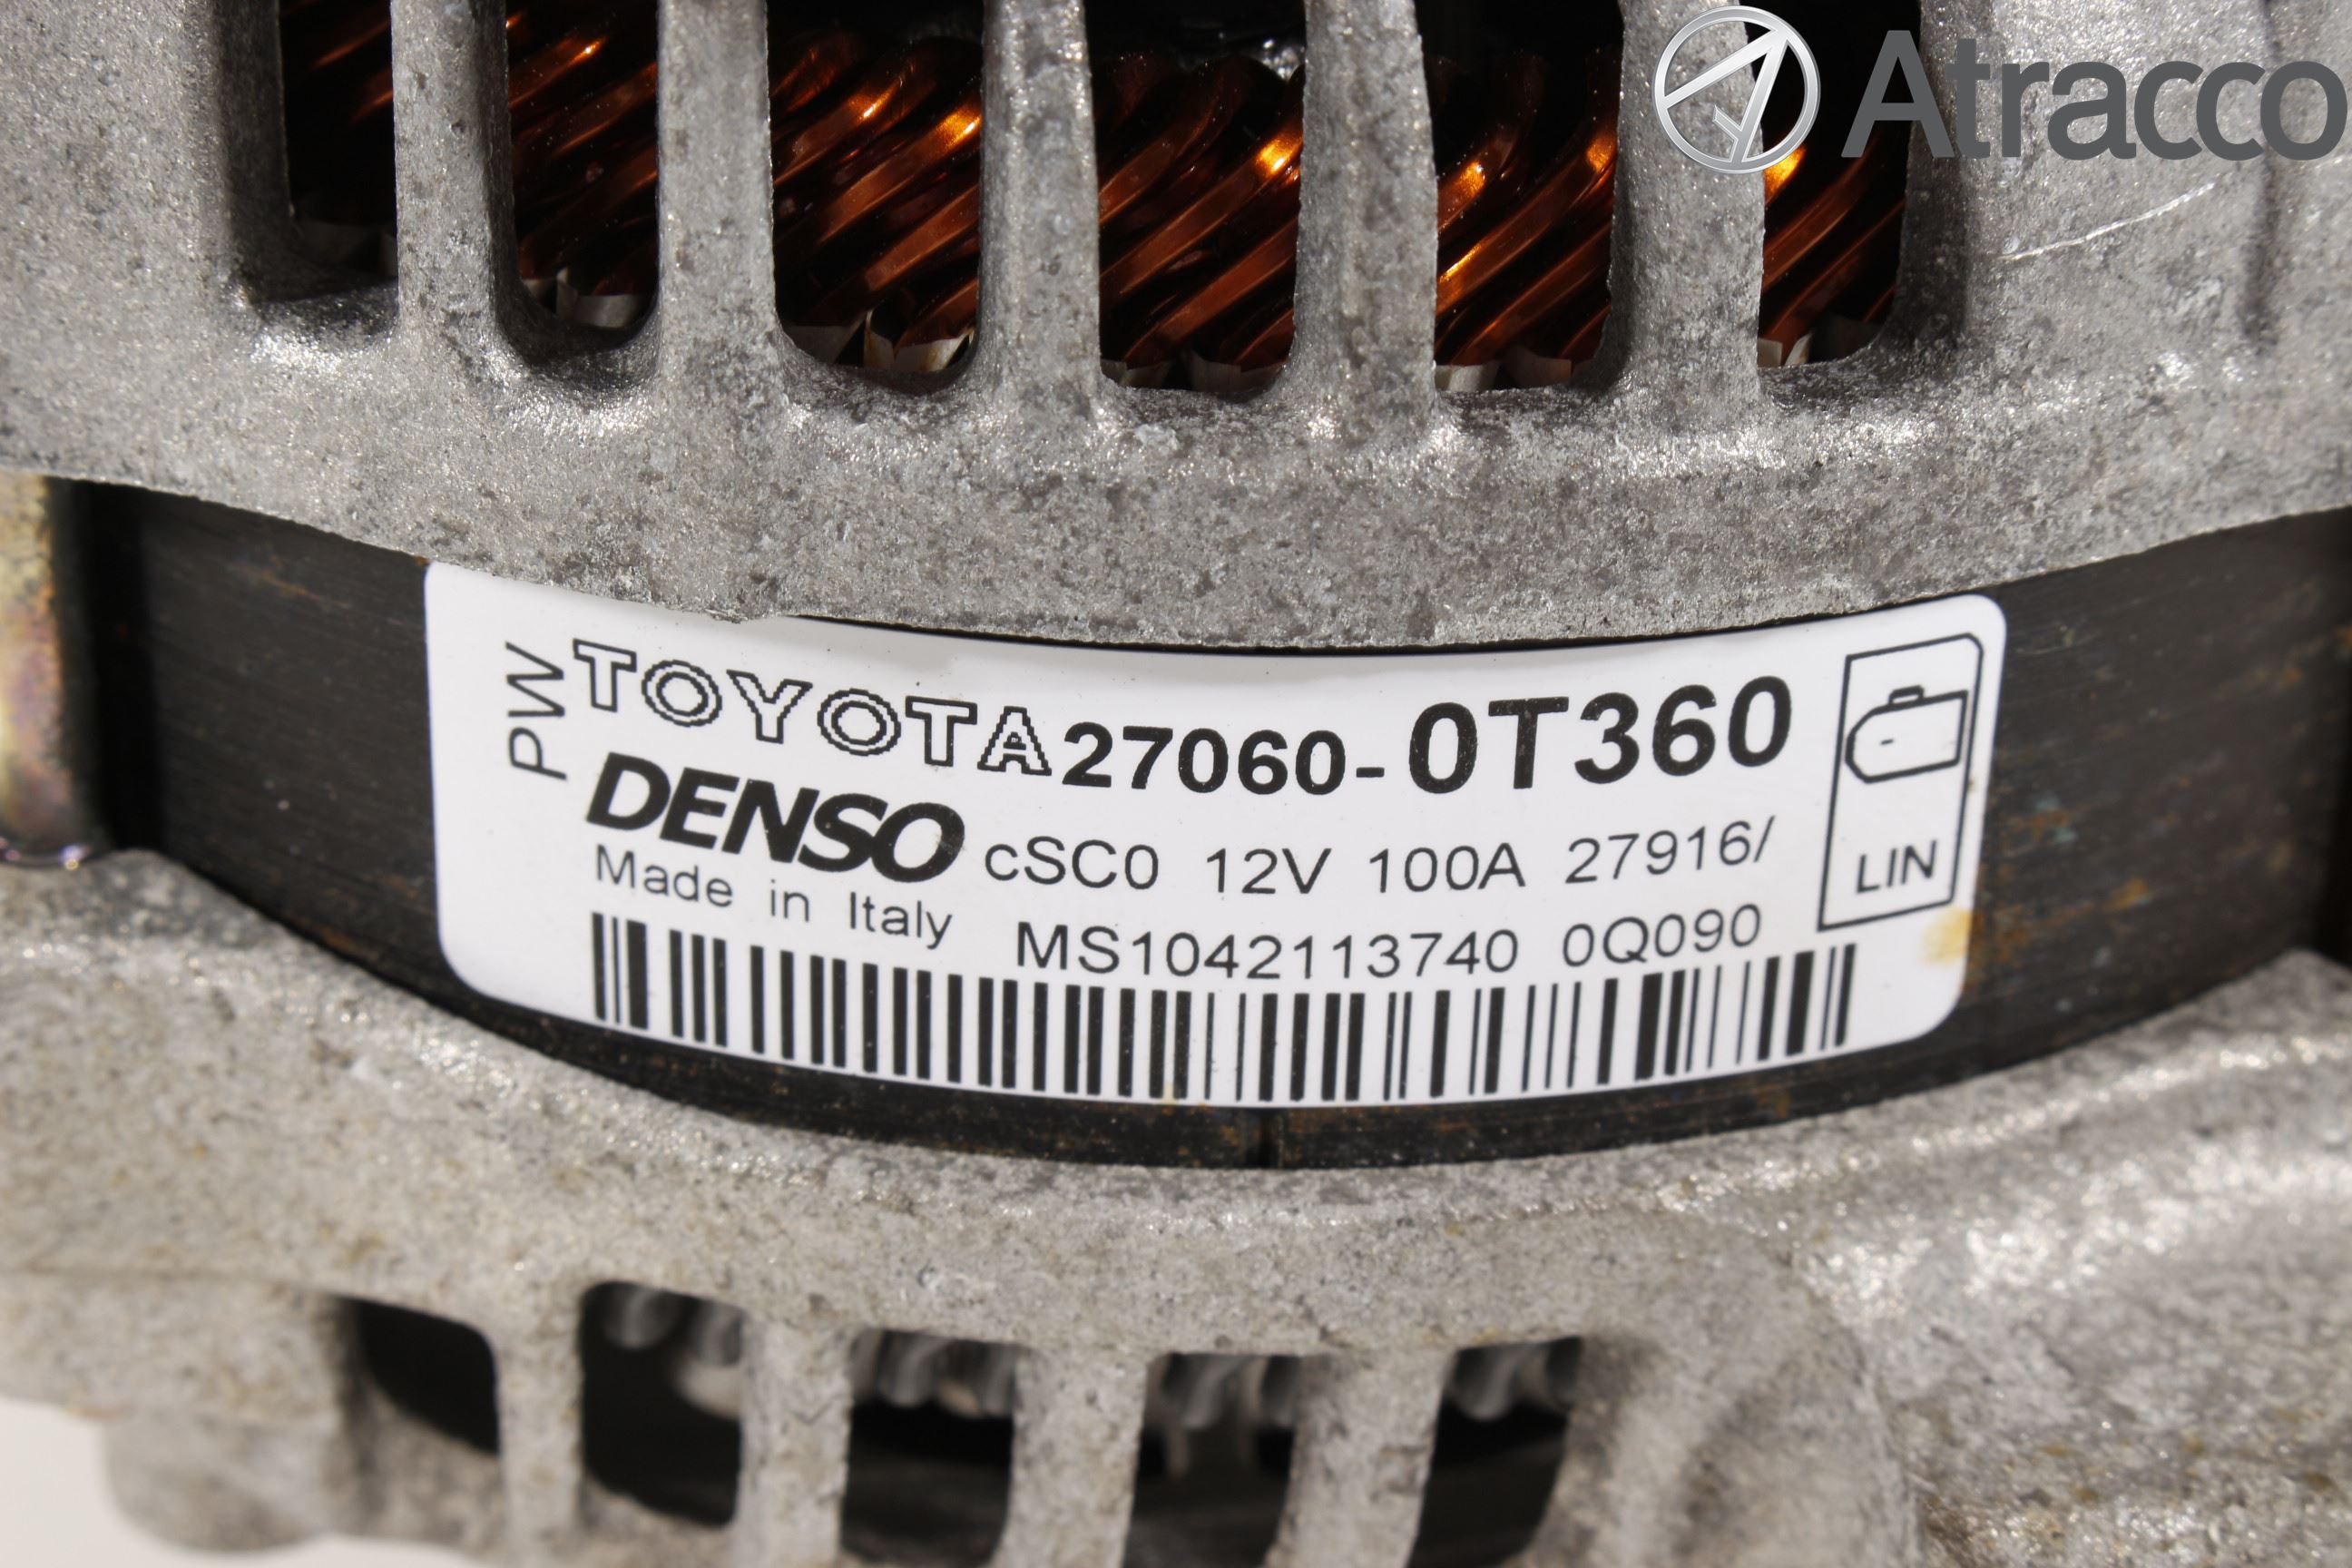 Atracco
PW
TOYOTA 27060-0T360
DENSO cSC0 12V 100A 27916/
Made in Italy MS1042113740 0Q090
LIN